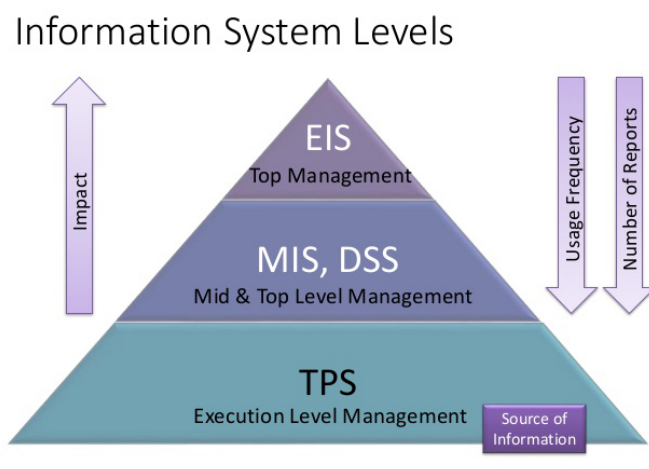 Information System Levels
Impact
EIS
Top Management
MIS, DSS
Mid & Top Level Management
TPS
Execution Level Management
Source of
Information
Usage Frequency
Number of Reports